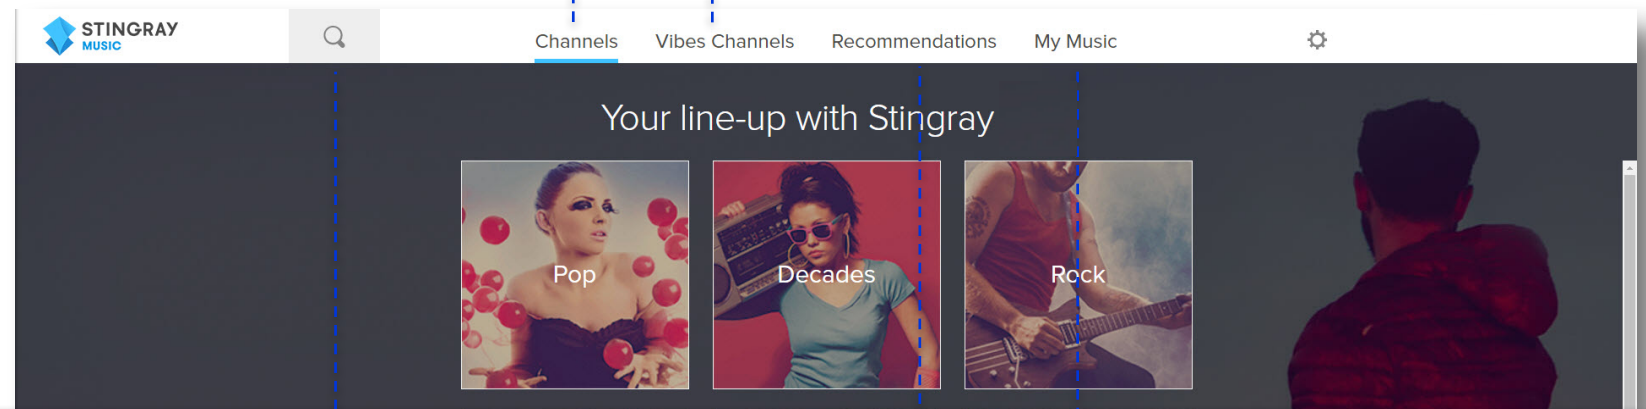 STINGRAY
MUSIC
Channels Vibes Channels Recommendations My Music
Your line-up with Stingray
Pop Decades Rock